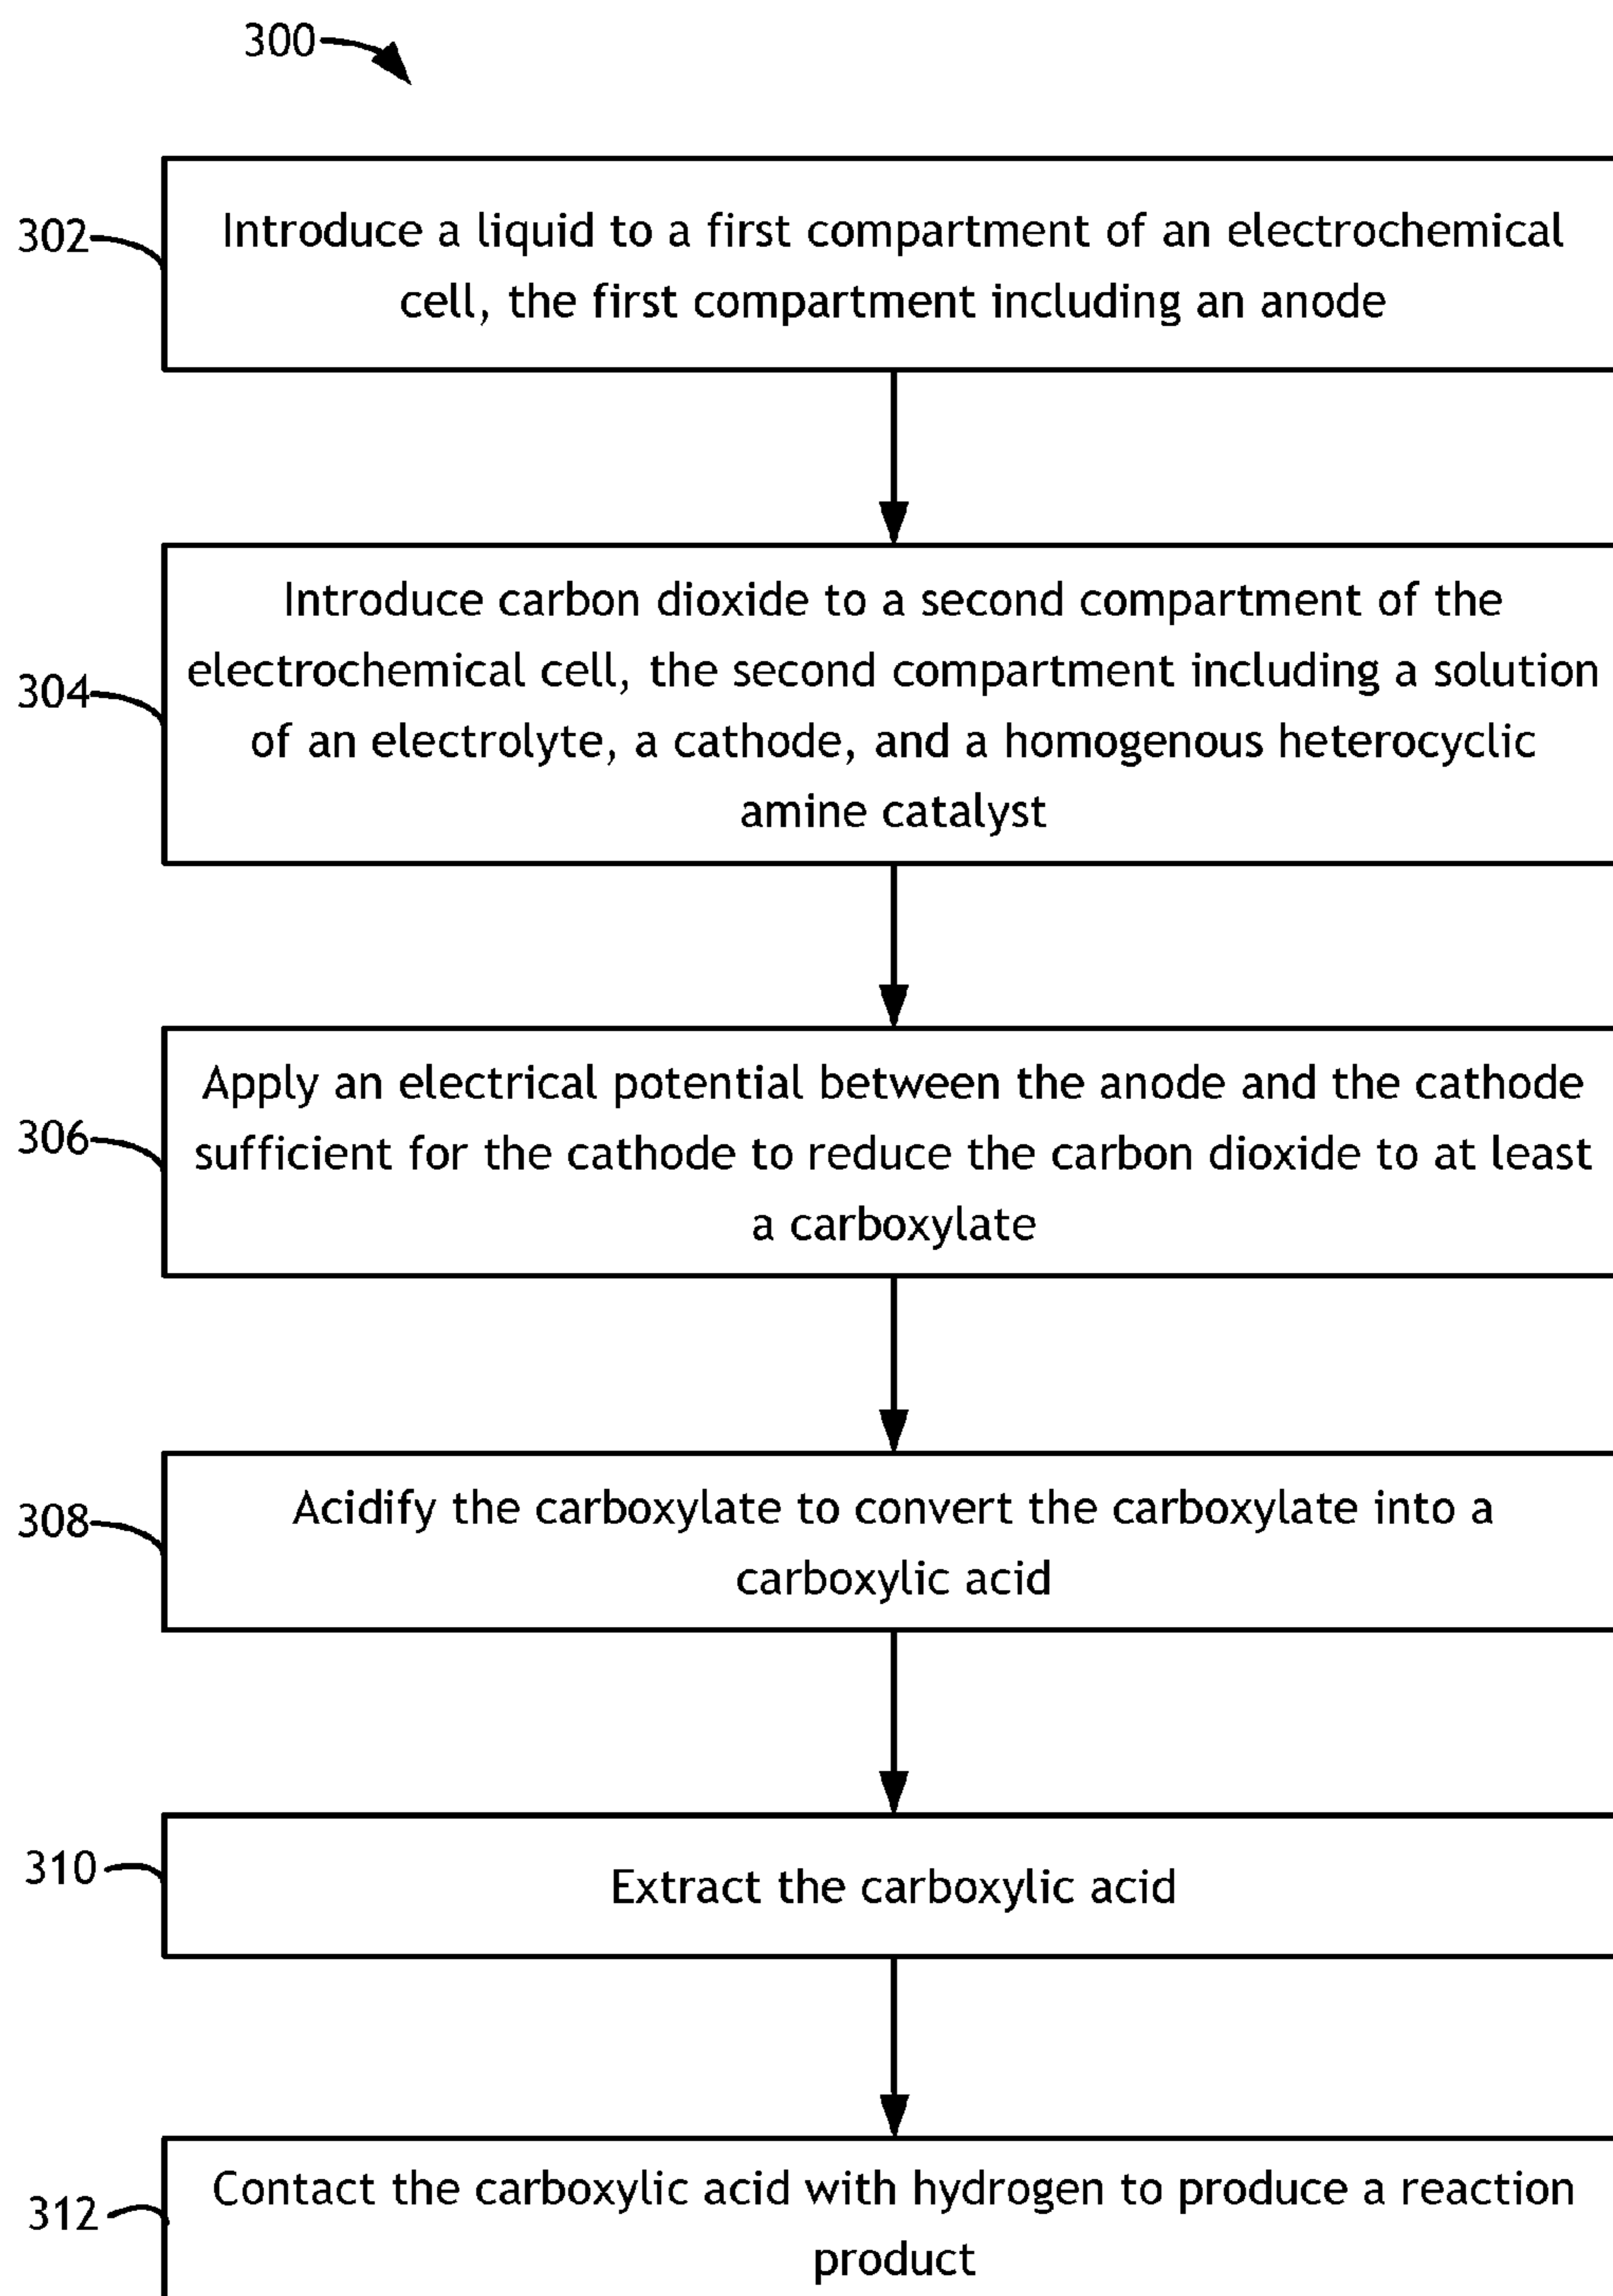 300
302
Introduce a liquid to a first compartment of an electrochemical
cell, the first compartment including an anode
304
Introduce carbon dioxide to a second compartment of the
electrochemical cell, the second compartment including a solution
of an electrolyte, a cathode, and a homogenous heterocyclic
amine catalyst
306
Apply an electrical potential between the anode and the cathode
sufficient for the cathode to reduce the carbon dioxide to at least
a carboxylate
308
Acidify the carboxylate to convert the carboxylate into a
carboxylic acid
310
Extract the carboxylic acid
312
Contact the carboxylic acid with hydrogen to produce a reaction
product